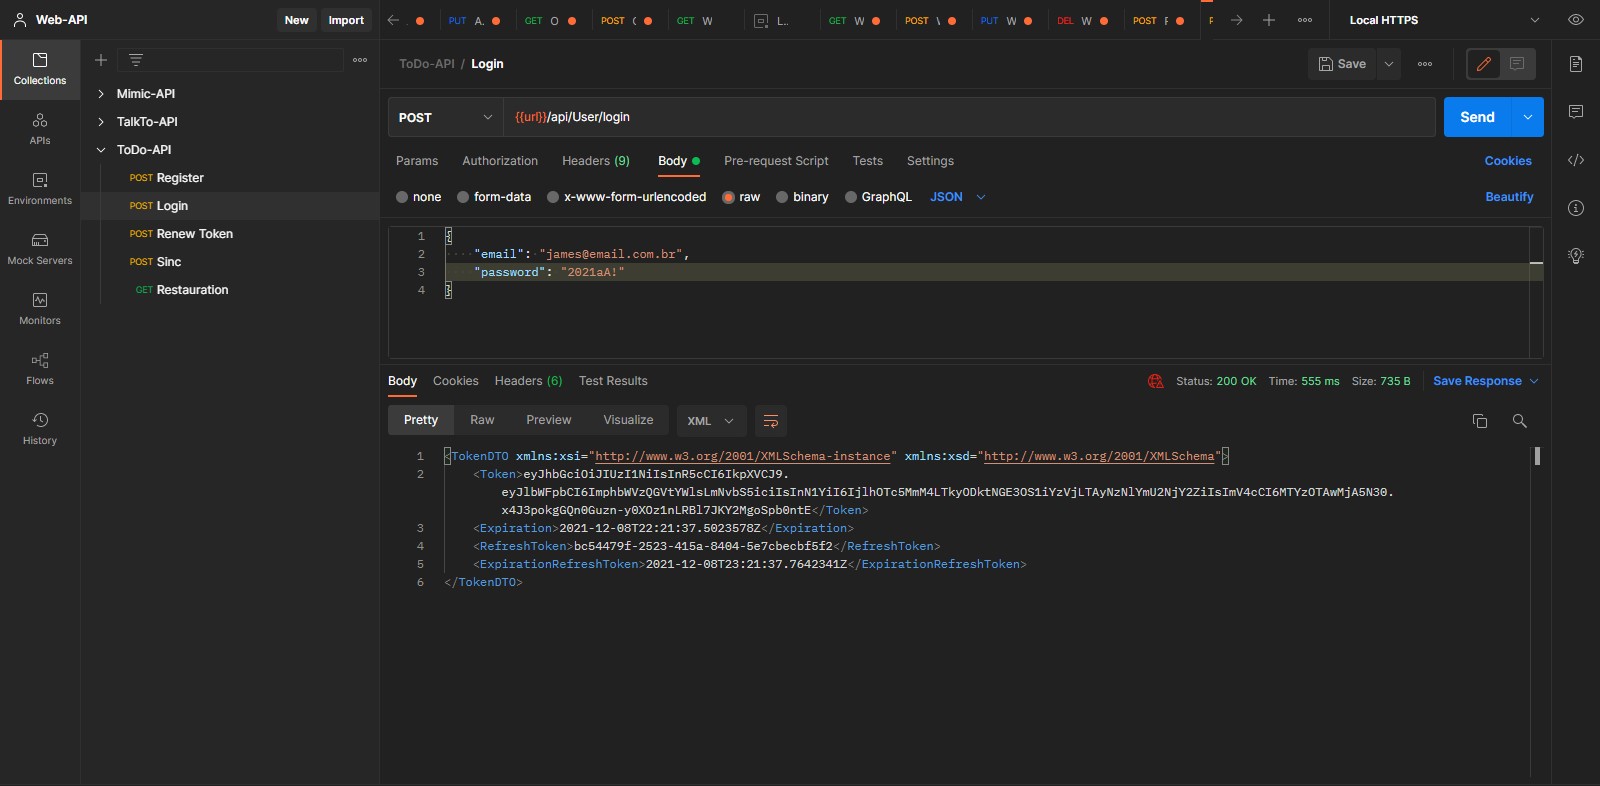 Web-API
New
Import
PUT A.
GET O
POST
GET W
L..
GET W
POST
PUT W
DEL W
POST
Local HTTPS
Collections
APIs
Environments
Mock Servers
Monitors
Flows
History
Mimic-API
TalkTo-API
ToDo-API
POST Register
POST Login
POST Renew Token
POST Sinc
GET Restauration
ToDo-API / Login
Save
POST
{{url}}/api/User/login
Send
Params Authorization Headers (9) Body Pre-request Script Tests Settings
Cookies
none form-data x-www-form-urlencoded raw binary GraphQL JSON
Beautify
1 {
2 "email": "james@email.com.br",
3 "password": "2021aA!"
4 }
Body Cookies Headers (6) Test Results
Status: 200 OK Time: 555 ms Size: 735 B
Save Response
Pretty Raw Preview Visualize XML
1 <TokenDTO xmlns:xsi="http://www.w3.org/2001/XMLSchema-instance" xmlns:xsd="http://www.w3.org/2001/XMLSchema">
2 <Token>eyJhbGciOiJIUzI1NiIsInR5cCI6IkpXVCJ9.
eyJlbWFpbCI6ImphbWVzQGVtYWlsLmNvbS5iciIsInN1YiI6IjlhOTc5MmM4LTkyODktNGE3OS1iYzVjLTAyNzNlYmU2NjY2ZiIsImV4cCI6MTYzOTAwMjA5N30.
x4J3pokgGQn0Guzn-y0XOz1nLRBl7JKY2MgoSpb0ntE</Token>
3 <Expiration>2021-12-08T22:21:37.5023578Z</Expiration>
4 <RefreshToken>bc54479f-2523-415a-8404-5e7cbecbf5f2</RefreshToken>
5 <ExpirationRefreshToken>2021-12-08T23:21:37.7642341Z</ExpirationRefreshToken>
6 </TokenDTO>